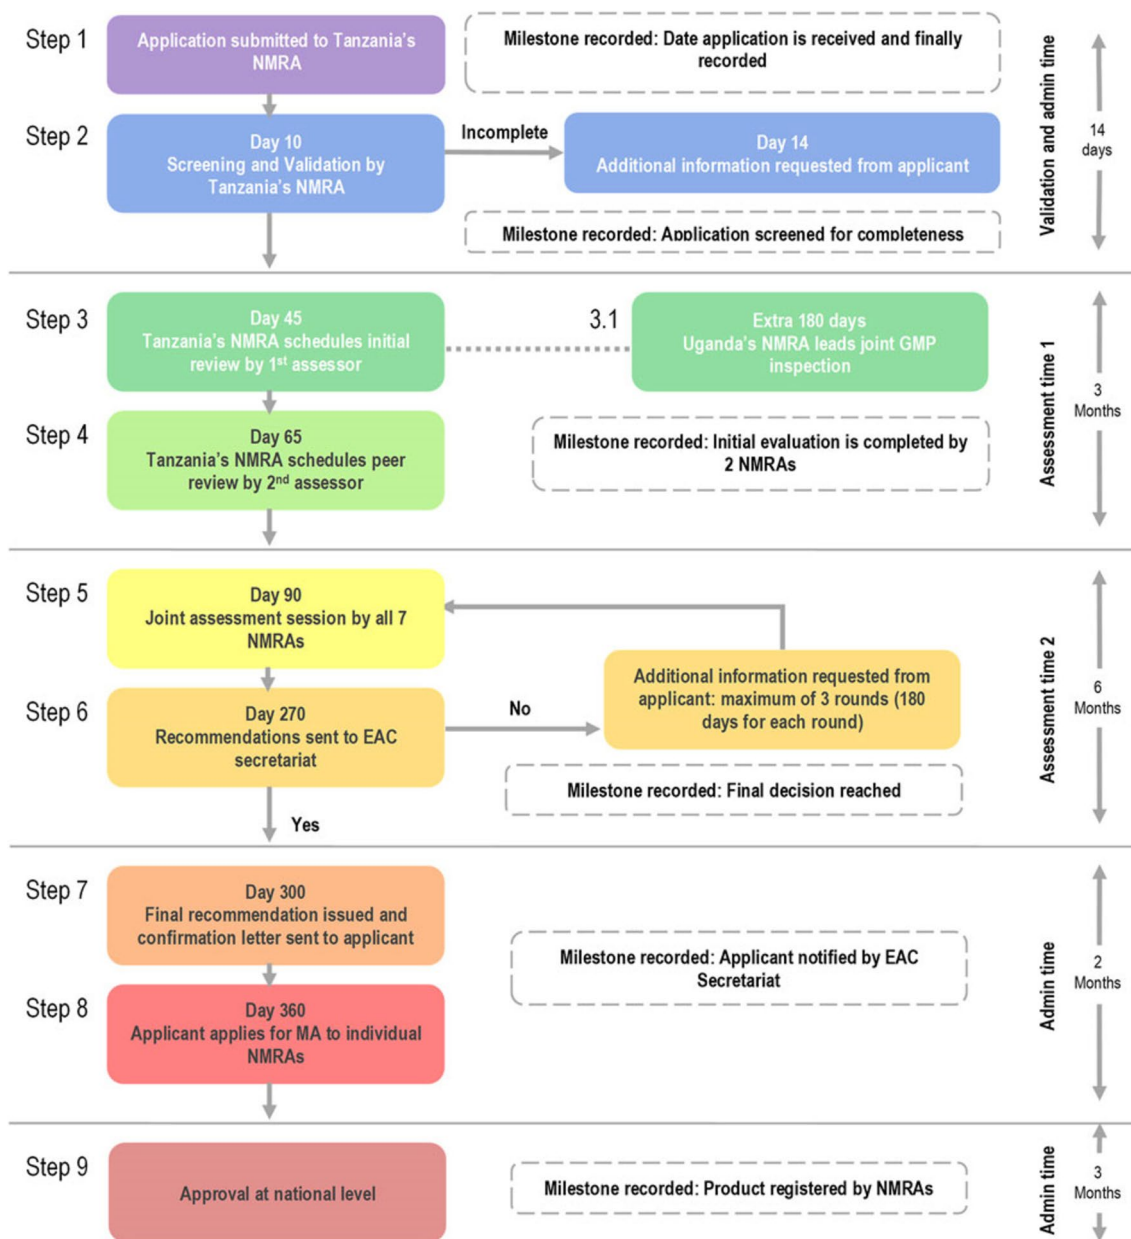 Step 1
Application submitted to Tanzania's
NMRA
Milestone recorded: Date application is received and finally
recorded
Step 2
Day 10
Screening and Validation by
Tanzania's NMRA
Incomplete
Day 14
Additional information requested from applicant
Milestone recorded: Application screened for completeness
Validation and admin time
14
days
Step 3
Day 45
Tanzania's NMRA schedules initial
review by 1st assessor
3.1
Extra 180 days
Uganda's NMRA leads joint GMP
inspection
Step 4
Day 65
Tanzania's NMRA schedules peer
review by 2nd assessor
Milestone recorded: Initial evaluation is completed by
2 NMRAs
Assessment time 1
3
Months
Step 5
Day 90
Joint assessment session by all 7
NMRAs
Step 6
Day 270
Recommendations sent to EAC
secretariat
No
Additional information requested from
applicant: maximum of 3 rounds (180
days for each round)
Milestone recorded: Final decision reached
Yes
Assessment time 2
6
Months
Step 7
Day 300
Final recommendation issued and
confirmation letter sent to applicant
Milestone recorded: Applicant notified by EAC
Secretariat
Step 8
Day 360
Applicant applies for MA to individual
NMRAs
Admin time
2
Months
Step 9
Approval at national level
Milestone recorded: Product registered by NMRAs
Admin time
3
Months